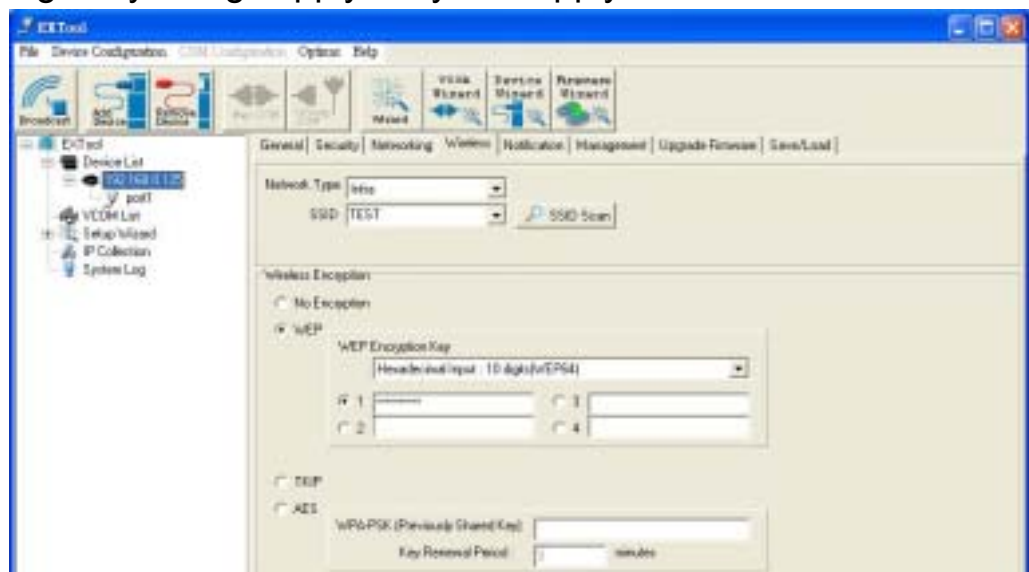 EXTool
File Device Configuration COM Configuration Options Help
Broadcast Add Device Remove Device Wizard VCOM Wizard Device Wizard Firmware Wizard
EXTool
Device List
port1
VCOM List
Setup Wizard
IP Collection
System Log
General Security Networking Wireless Notification Management Upgrade Firmware Save/Load
Network Type Infra
SSID TEST SSID Scan
Wireless Encryption
No Encryption
WEP
WEP Encryption Key
Hexadecimal Input : 10 digits(WEP64)
1 ********** 3
2 4
TKIP
AES
WPA-PSK (Previously Shared Key)
Key Renewal Period minutes